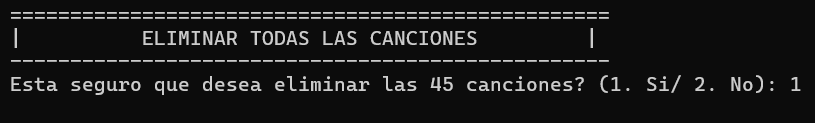 =================================================
|          ELIMINAR TODAS LAS CANCIONES         |
-------------------------------------------------
Esta seguro que desea eliminar las 45 canciones? (1. Si/ 2. No): 1